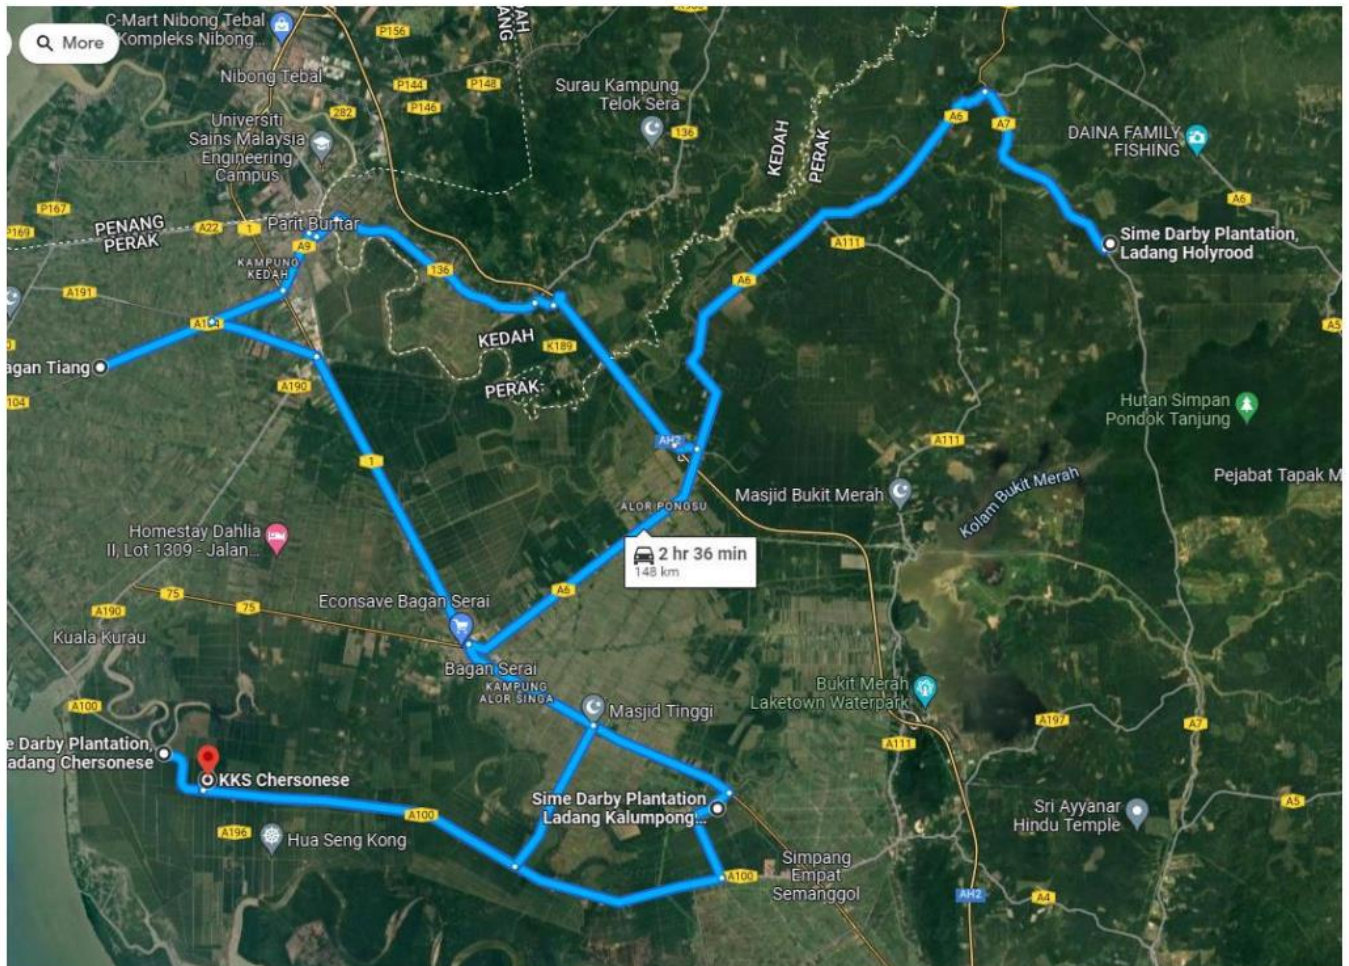 C-Mart Nibong Tebal
Kompleks Nibong...
More
P156
Nibong Tebal
P144
P148
P146
282
Surau Kampung
Telok Sera
136
Universiti
Sains Malaysia
Engineering
Campus
KEDAH
PERAK
A6
A7
DAINA FAMILY
FISHING
A6
P167
P169
PENANG
PERAK
A22
1
Parit Buntar
A9
KAMPUNG
KEDAH
136
A111
Sime Darby Plantation,
Ladang Holyrood
A191
A6
A5
KEDAH
K189
PERAK
agan Tiang
A190
104
Hutan Simpan
Pondok Tanjung
AH2
A111
1
Masjid Bukit Merah
Kolam Bukit Merah
Pejabat Tapak M
ALOR PONGSU
Homestay Dahlia
II, Lot 1309 - Jalan...
2 hr 36 min
148 km
A6
75
75
Econsave Bagan Serai
A190
Kuala Kurau
Bagan Serai
KAMPUNG
ALOR SINGA
Bukit Merah
Laketown Waterpark
A100
Masjid Tinggi
A197
A7
A111
e Darby Plantation,
adang Chersonese
KKS Chersonese
Sime Darby Plantation
Ladang Kalumpong...
A100
Sri Ayyanar
Hindu Temple
A5
A196
Hua Seng Kong
Simpang
Empat
Semanggol
A100
AH2
A4